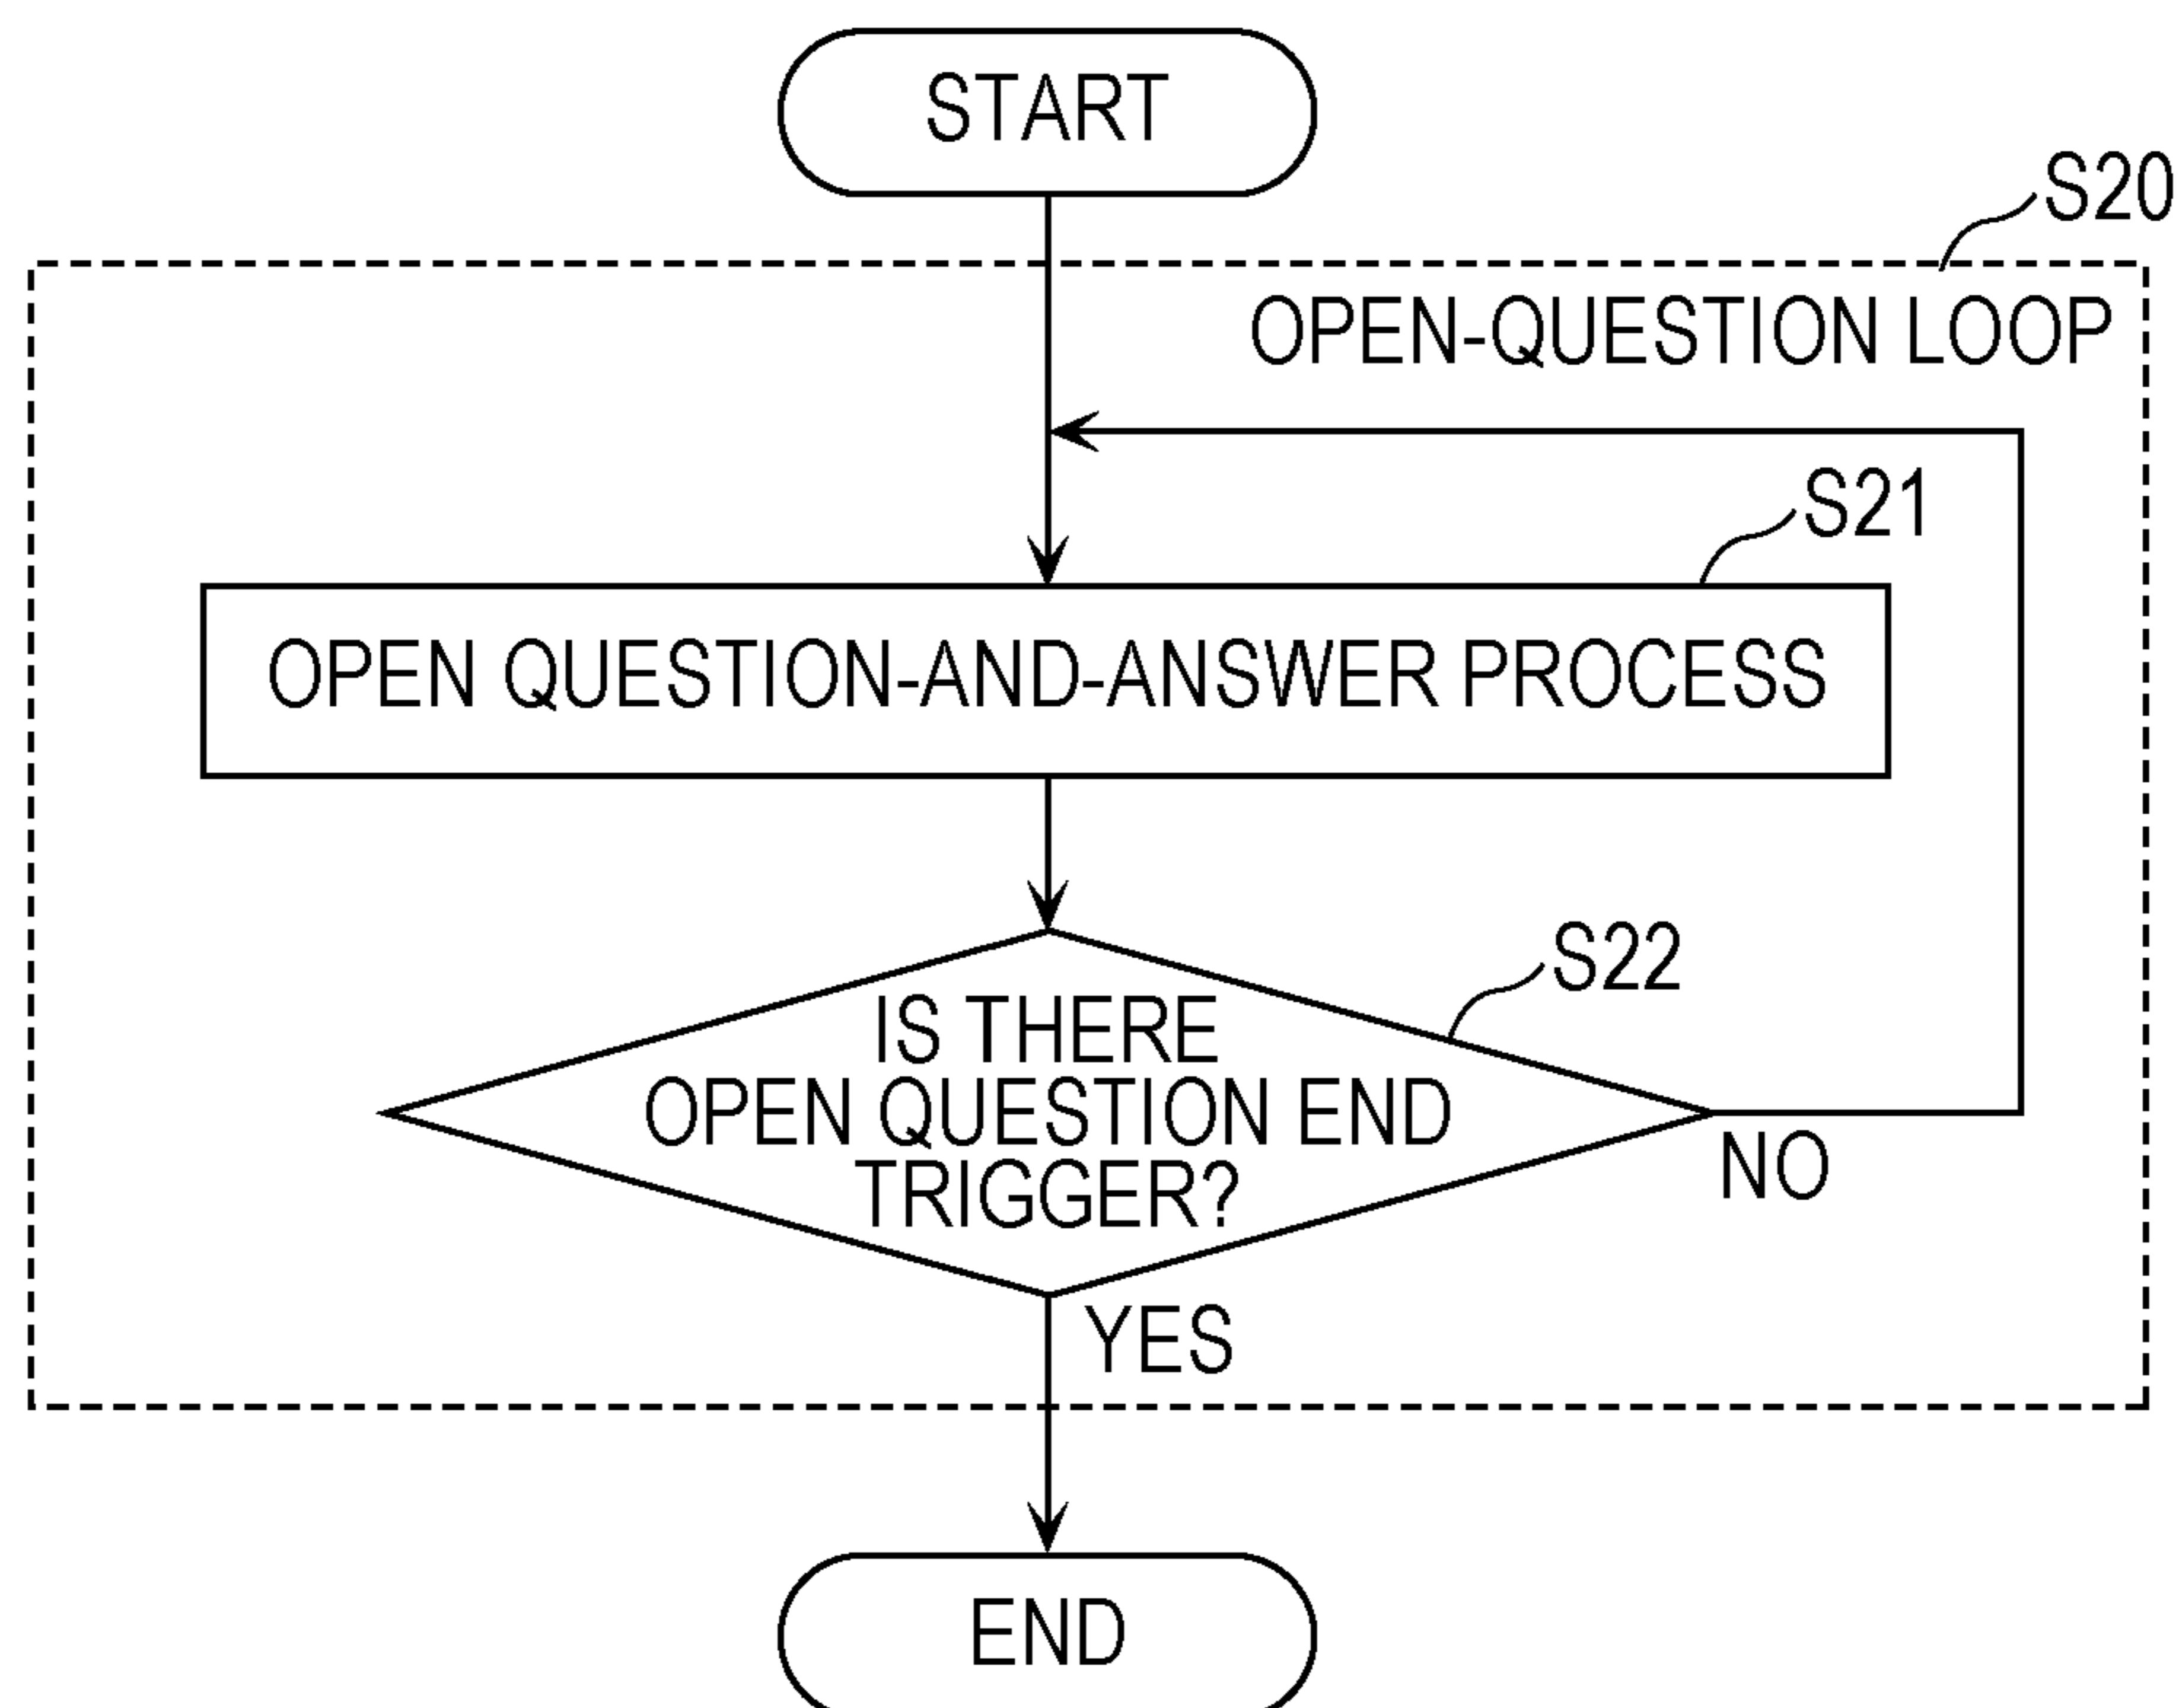 START
S20
OPEN-QUESTION LOOP
S21
OPEN QUESTION-AND-ANSWER PROCESS
S22
IS THERE
OPEN QUESTION END
TRIGGER?
NO
YES
END